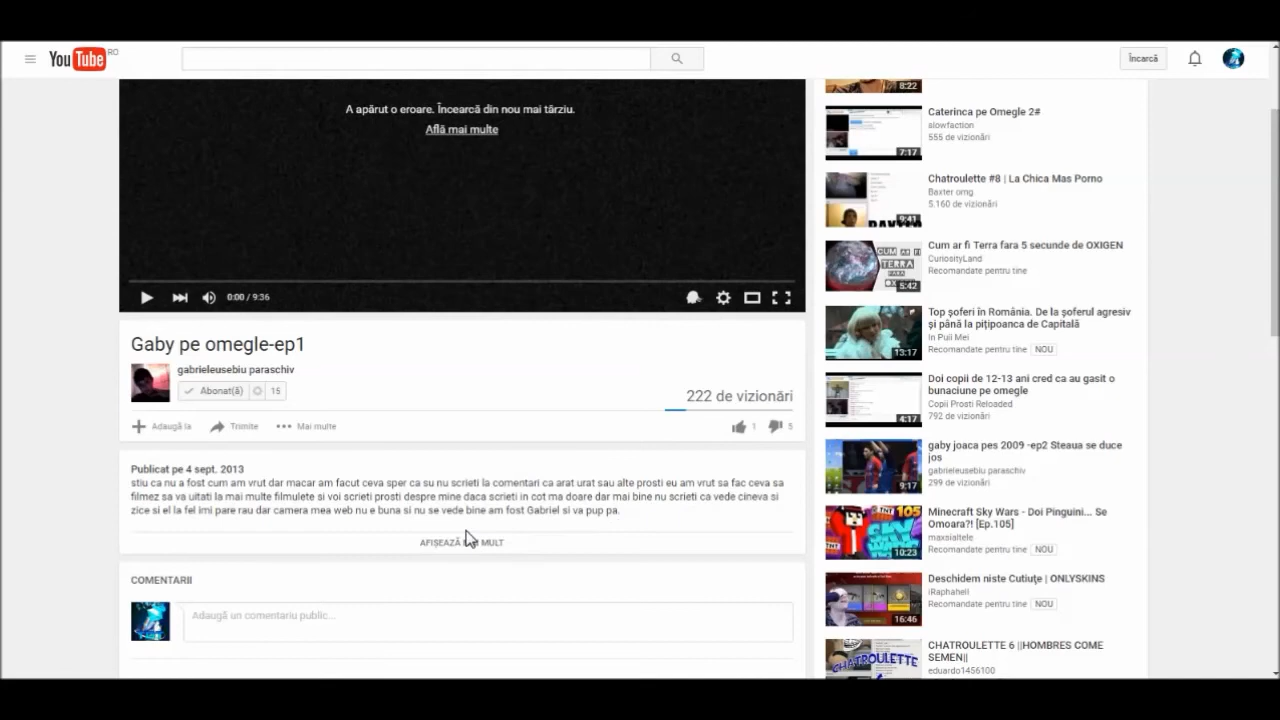 YouTube RO
Încarcă
A apărut o eroare. Încearcă din nou mai târziu.
Află mai multe
0:00 / 9:36
Gaby pe omegle-ep1
gabrieleusebiu paraschiv
Abonat(ă) 15
222 de vizionări
Adaugă la Trimite Mai multe 1 5
Publicat pe 4 sept. 2013
stiu ca nu a fost cum am vrut dar macar am facut ceva sper ca su nu scrieti la comentari ca arat urat sau alte prosti eu am vrut sa fac ceva sa
filmez sa va uitati la mai multe filmulete si voi scrieti prosti despre mine daca scrieti in cot ma doare dar mai bine nu scrieti ca vede cineva si
zice si el la fel imi pare rau dar camera mea web nu e buna si nu se vede bine am fost Gabriel si va pup pa.
AFIȘEAZĂ MULT
COMENTARII
Adaugă un comentariu public...
8:22
Caterinca pe Omegle 2#
alowfaction
555 de vizionări
7:17
Chatroulette #8 | La Chica Mas Porno
Baxter omg
5.160 de vizionări
9:41
Cum ar fi Terra fara 5 secunde de OXIGEN
CuriosityLand
Recomandate pentru tine
CUM AR FI
TERRA
FARA
5:42
Top șoferi în România. De la șoferul agresiv
și până la pițipoanca de Capitală
In Puii Mei
Recomandate pentru tine NOU
13:17
Doi copii de 12-13 ani cred ca au gasit o
bunaciune pe omegle
Copii Prosti Reloaded
792 de vizionări
4:17
gaby joaca pes 2009 -ep2 Steaua se duce
jos
gabrieleusebiu paraschiv
299 de vizionări
9:17
Minecraft Sky Wars - Doi Pinguini... Se
Omoara?! [Ep.105]
maxsialtele
Recomandate pentru tine NOU
105
SKY
10:23
Deschidem niste Cutiuțe | ONLYSKINS
iRaphahell
Recomandate pentru tine NOU
16:46
CHATROULETTE 6 ||HOMBRES COME
SEMEN||
eduardo1456100
CHATROULETTE